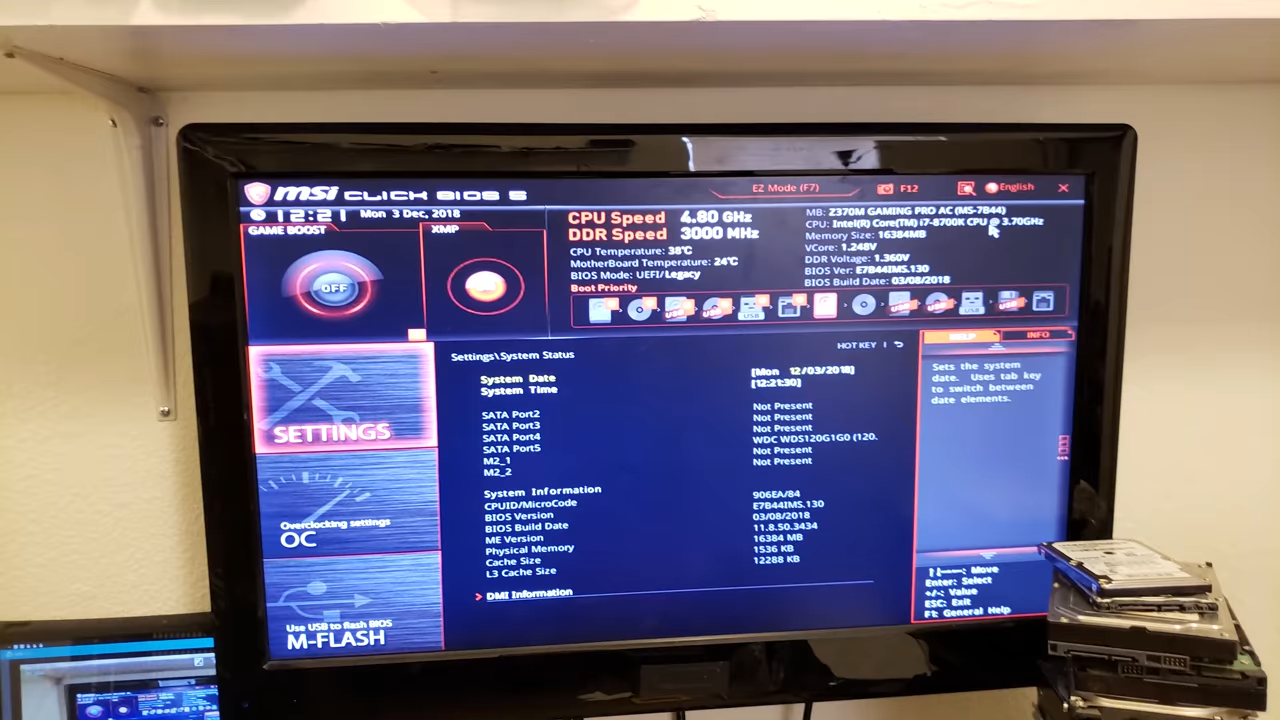 msi CLICK BIOS 5
EZ Mode (F7)
F12
English
X
12:21 Mon 3 Dec, 2018
GAME BOOST
XMP
OFF
CPU Speed 4.80 GHz
DDR Speed 3000 MHz
CPU Temperature: 38°C
MotherBoard Temperature: 24°C
BIOS Mode: UEFI/Legacy
Boot Priority
MB: Z370M GAMING PRO AC (MS-7B44)
CPU: Intel(R) Core(TM) i7-8700K CPU @ 3.70GHz
Memory Size: 16384MB
VCore: 1.248V
DDR Voltage: 1.360V
BIOS Ver: E7B44IMS.130
BIOS Build Date: 03/08/2018
USB USB USB USB USB USB USB
SETTINGS
Overclocking settings
OC
Use USB to flash BIOS
M-FLASH
HOT KEY
Settings\System Status
System Date [Mon 12/03/2018]
System Time [12:21:30]
SATA Port2 Not Present
SATA Port3 Not Present
SATA Port4 Not Present
SATA Port5 WDC WDS120G1G0 (120.
M2_1 Not Present
M2_2 Not Present
System Information
CPUID/MicroCode 906EA/84
BIOS Version E7B44IMS.130
BIOS Build Date 03/08/2018
ME Version 11.8.50.3434
Physical Memory 16384 MB
Cache Size 1536 KB
L3 Cache Size 12288 KB
> DMI Information
HELP
INFO
Sets the system
date. Uses tab key
to switch between
date elements.
Move
Enter: Select
+/-: Value
ESC: Exit
F1: General Help